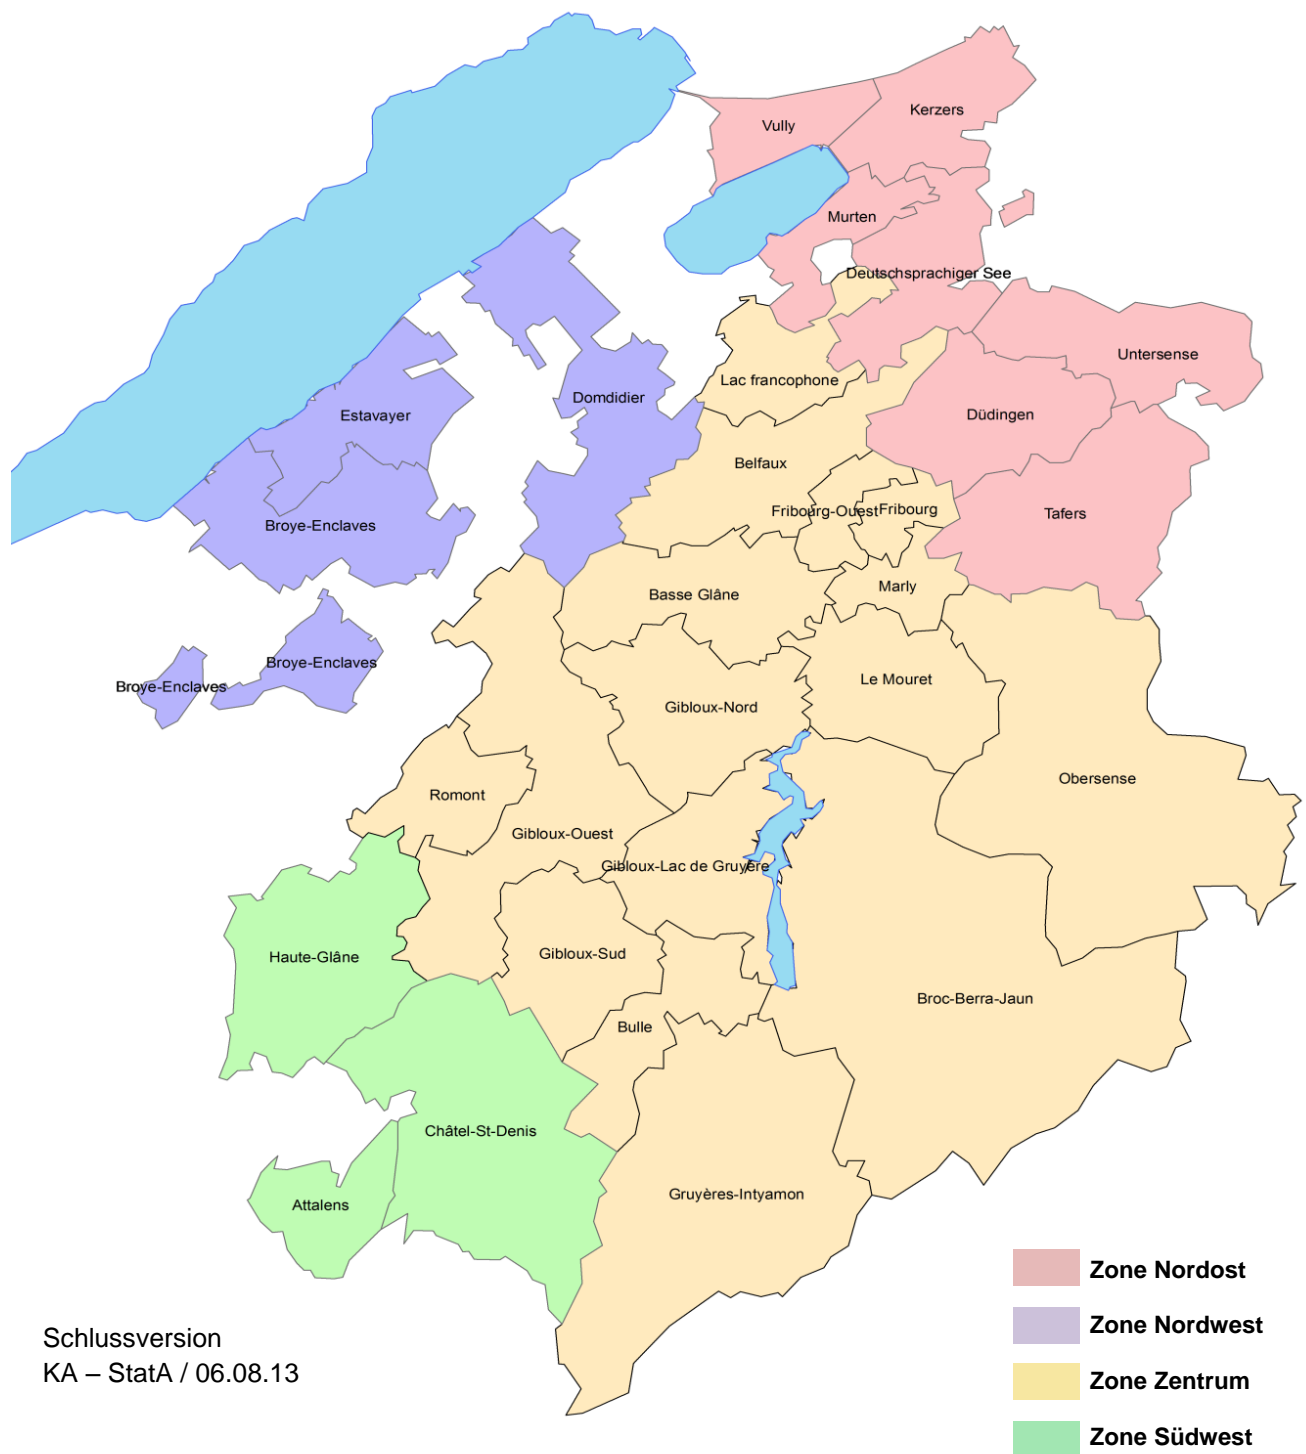 Kerzers
Vully
Murten
Deutschsprachiger See
Untersense
Lac francophone
Domdidier
Estavayer
Düdingen
Belfaux
Fribourg-Ouest
Fribourg
Tafers
Broye-Enclaves
Marly
Basse Glâne
Broye-Enclaves
Broye-Enclaves
Le Mouret
Gibloux-Nord
Obersense
Romont
Gibloux-Ouest
Gibloux-Lac de Gruyère
Haute-Glâne
Gibloux-Sud
Broc-Berra-Jaun
Bulle
Châtel-St-Denis
Gruyères-Intyamon
Attalens
Zone Nordost
Zone Nordwest
Zone Zentrum
Zone Südwest
Schlussversion
KA – StatA / 06.08.13